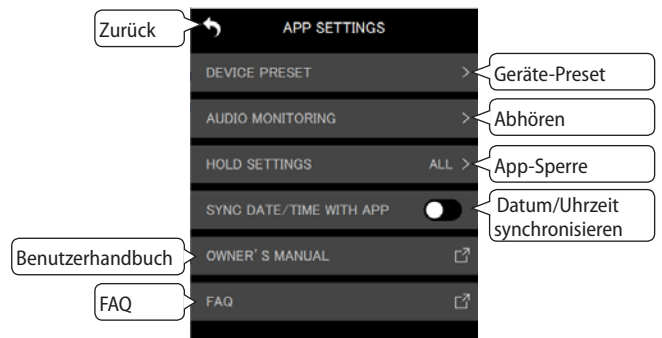 Zurück
APP SETTINGS
DEVICE PRESET
Geräte-Preset
AUDIO MONITORING
Abhören
HOLD SETTINGS
ALL
App-Sperre
SYNC DATE/TIME WITH APP
Datum/Uhrzeit
synchronisieren
Benutzerhandbuch
OWNER'S MANUAL
FAQ
FAQ